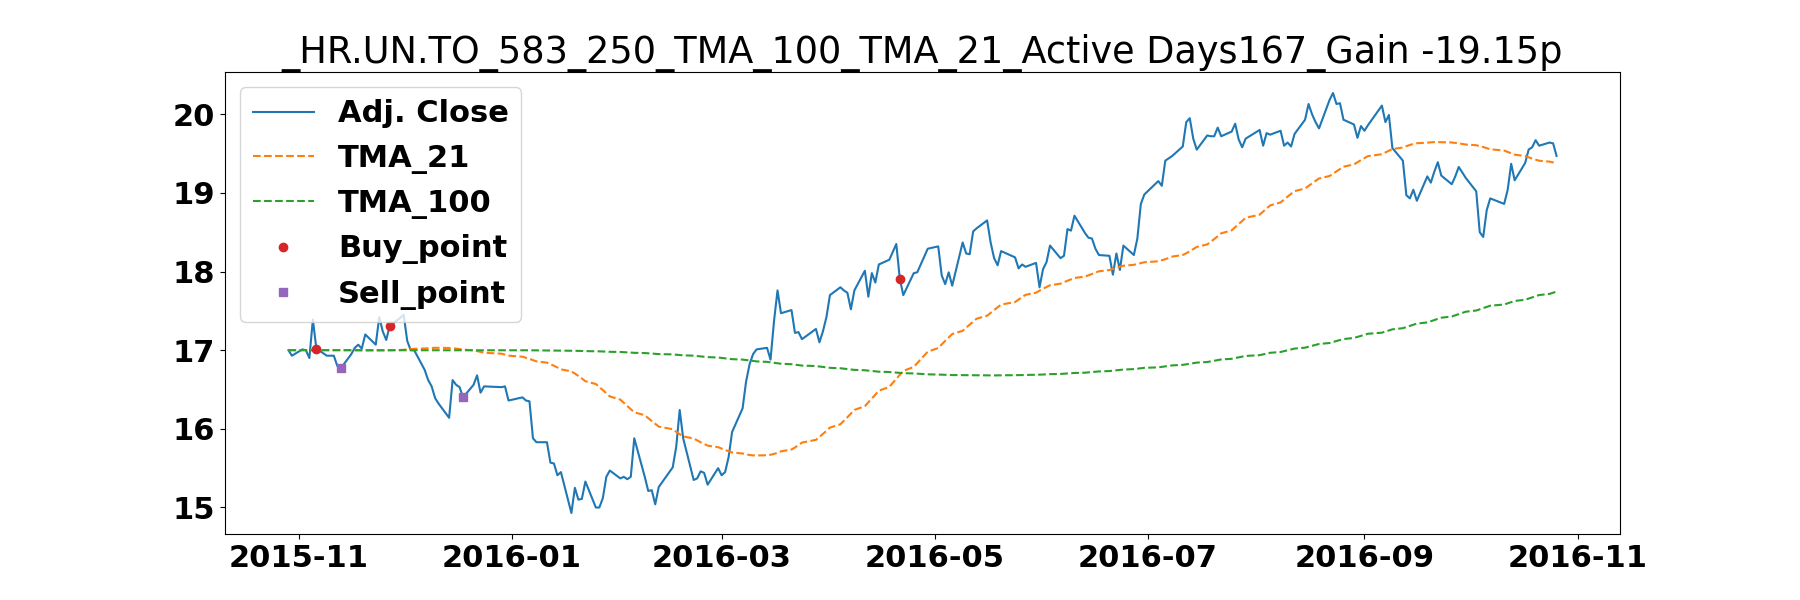 _HR.UN.TO_583_250_TMA_100_TMA_21_Active Days167_Gain -19.15p
Adj. Close
TMA_21
TMA_100
Buy_point
Sell_point
20
19
18
17
16
15
2015-11 2016-01 2016-03 2016-05 2016-07 2016-09 2016-11